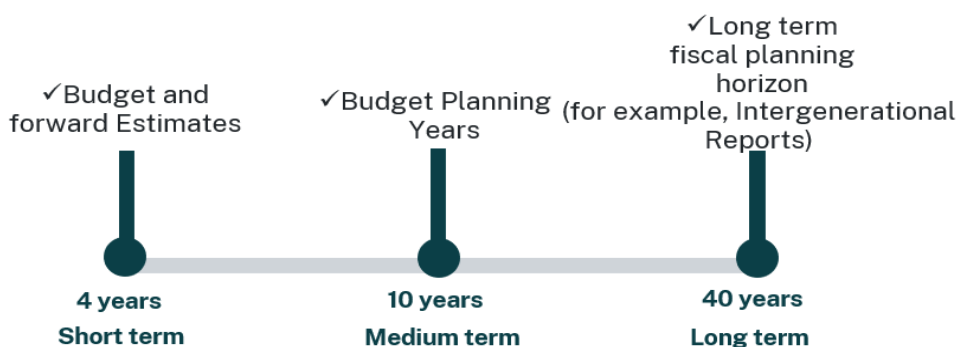 ✓Budget and
forward Estimates
4 years
Short term
✓Budget Planning
Years
10 years
Medium term
✓Long term
fiscal planning
horizon
(for example, Intergenerational
Reports)
40 years
Long term